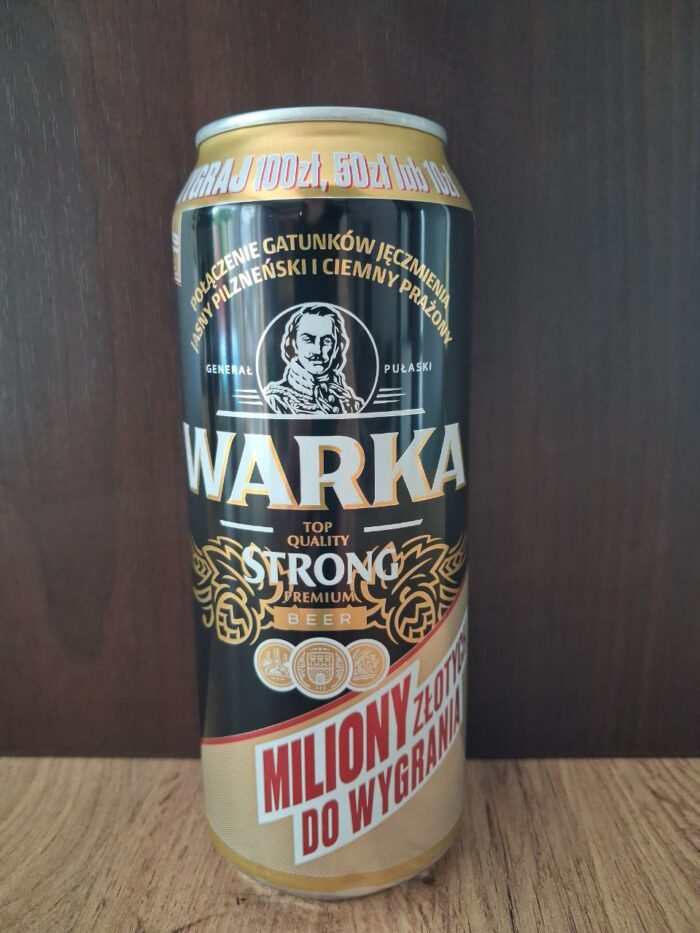 WYGRAJ 100zł, 50zł lub 10zł
POŁĄCZENIE GATUNKÓW JĘCZMIENIA
JASNY PILZNEŃSKI I CIEMNY PRAŻONY
GENERAŁ PUŁASKI
WARKA
TOP
QUALITY
STRONG
PREMIUM
BEER
MILIONY ZŁOTYCH
DO WYGRANIA